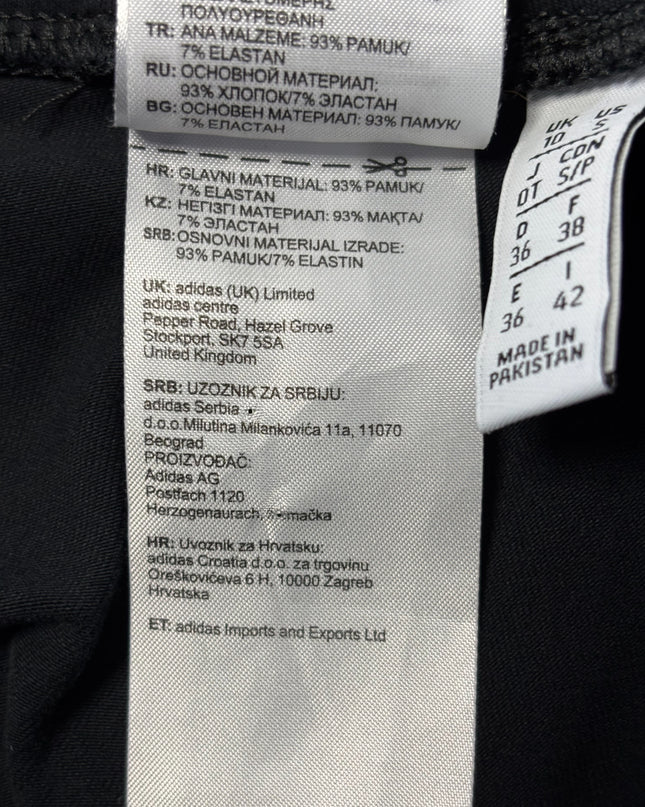 ПОЛУОУРЕӨАНН
TR: ANA MALZEME: 93% PAMUK/
7% ELASTAN
RU: ОСНОВНОЙ МАТЕРИАЛ:
93% ХЛОПОК/7% ЭЛАСТАН
BG: ОСНОВЕН МАТЕРИАЛ: 93% ПАМУК/
7% ЕЛАСТАН
HR: GLAVNI MATERIJAL: 93% PAMUK/
7% ELASTAN
KZ: НЕГІЗГІ МАТЕРИАЛ: 93% МАҚТА/
7% ЭЛАСТАН
SRB:OSNOVNI MATERIJAL IZRADE:
93% PAMUK/7% ELASTIN
UK: adidas (UK) Limited
adidas centre
Pepper Road, Hazel Grove
Stockport, SK7 5SA
United Kingdom
SRB: UZOZNIK ZA SRBIJU:
adidas Serbia
d.o.o.Milutina Milankovića 11a, 11070
Beograd
PROIZVOĐAČ:
Adidas AG
Postfach 1120
Herzogenaurach,
HR: Uvoznik za Hrvatsku:
adidas Croatia d.o.o. za trgovinu
Oreškovićeva 6 H, 10000 Zagreb
Hrvatska
ET: adidas Imports and Exports Ltd
UK US
10 S
J CDN
OT S/P
D F
36 38
E I
36 42
MADE IN
PAKISTAN